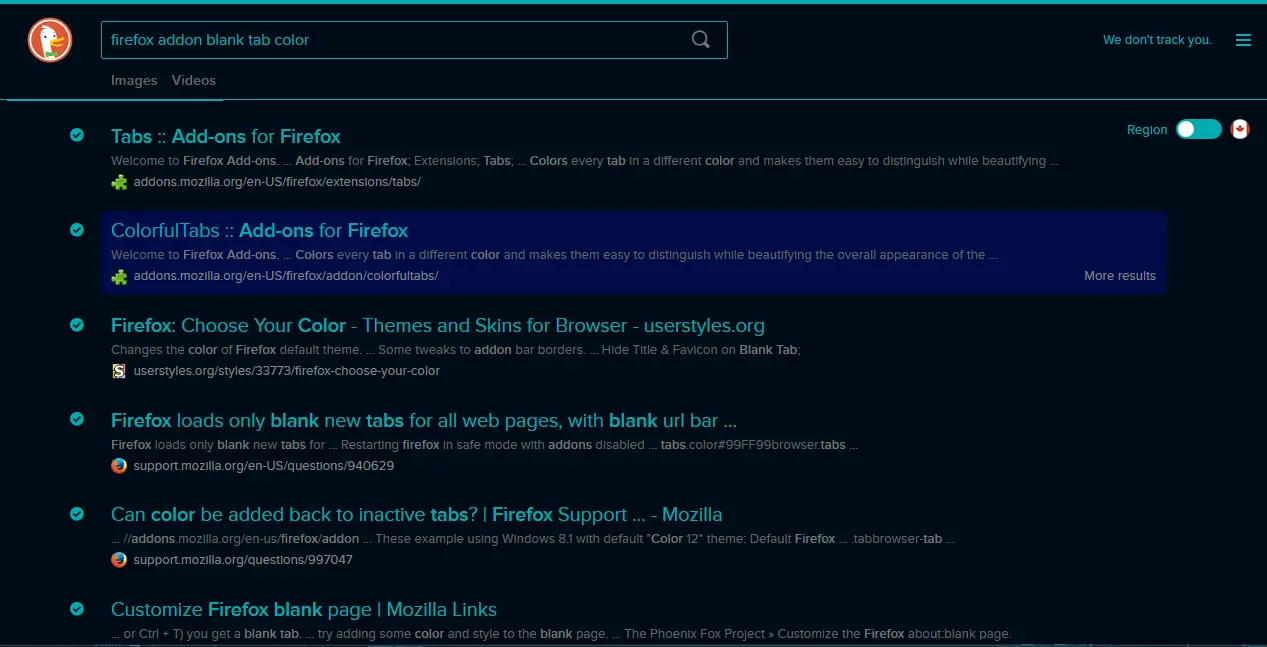 firefox addon blank tab color
We don't track you.
Images Videos
Region
Tabs :: Add-ons for Firefox
Welcome to Firefox Add-ons. ... Add-ons for Firefox; Extensions; Tabs; ... Colors every tab in a different color and makes them easy to distinguish while beautifying ...
addons.mozilla.org/en-US/firefox/extensions/tabs/
ColorfulTabs :: Add-ons for Firefox
Welcome to Firefox Add-ons. ... Colors every tab in a different color and makes them easy to distinguish while beautifying the overall appearance of the ...
addons.mozilla.org/en-US/firefox/addon/colorfultabs/
More results
Firefox: Choose Your Color - Themes and Skins for Browser - userstyles.org
Changes the color of Firefox default theme. ... Some tweaks to addon bar borders. ... Hide Title & Favicon on Blank Tab;
S userstyles.org/styles/33773/firefox-choose-your-color
Firefox loads only blank new tabs for all web pages, with blank url bar ...
Firefox loads only blank new tabs for ... Restarting firefox in safe mode with addons disabled ... tabs.color#99FF99browser.tabs ...
support.mozilla.org/en-US/questions/940629
Can color be added back to inactive tabs? | Firefox Support ... - Mozilla
... //addons.mozilla.org/en-us/firefox/addon ... These example using Windows 8.1 with default "Color 12" theme: Default Firefox ... .tabbrowser-tab ...
support.mozilla.org/questions/997047
Customize Firefox blank page | Mozilla Links
... or Ctrl + T) you get a blank tab. ... try adding some color and style to the blank page. ... The Phoenix Fox Project » Customize the Firefox about:blank page.